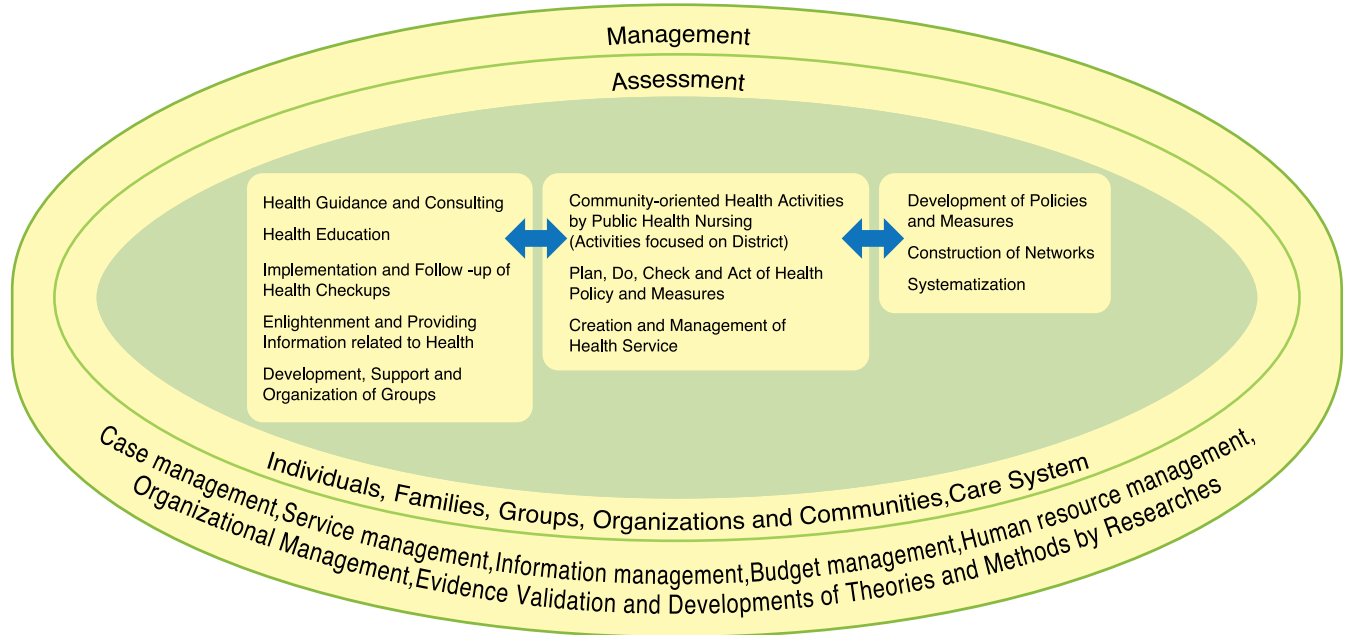 Management
Assessment
Health Guidance and Consulting
Health Education
Implementation and Follow -up of
Health Checkups
Enlightenment and Providing
Information related to Health
Development, Support and
Organization of Groups
Community-oriented Health Activities
by Public Health Nursing
(Activities focused on District)
Plan, Do, Check and Act of Health
Policy and Measures
Creation and Management of
Health Service
Development of Policies
and Measures
Construction of Networks
Systematization
Individuals, Families, Groups, Organizations and Communities,Care System
Case management,Service management,Information management,Budget management,Human resource management,
Organizational Management,Evidence Validation and Developments of Theories and Methods by Researches